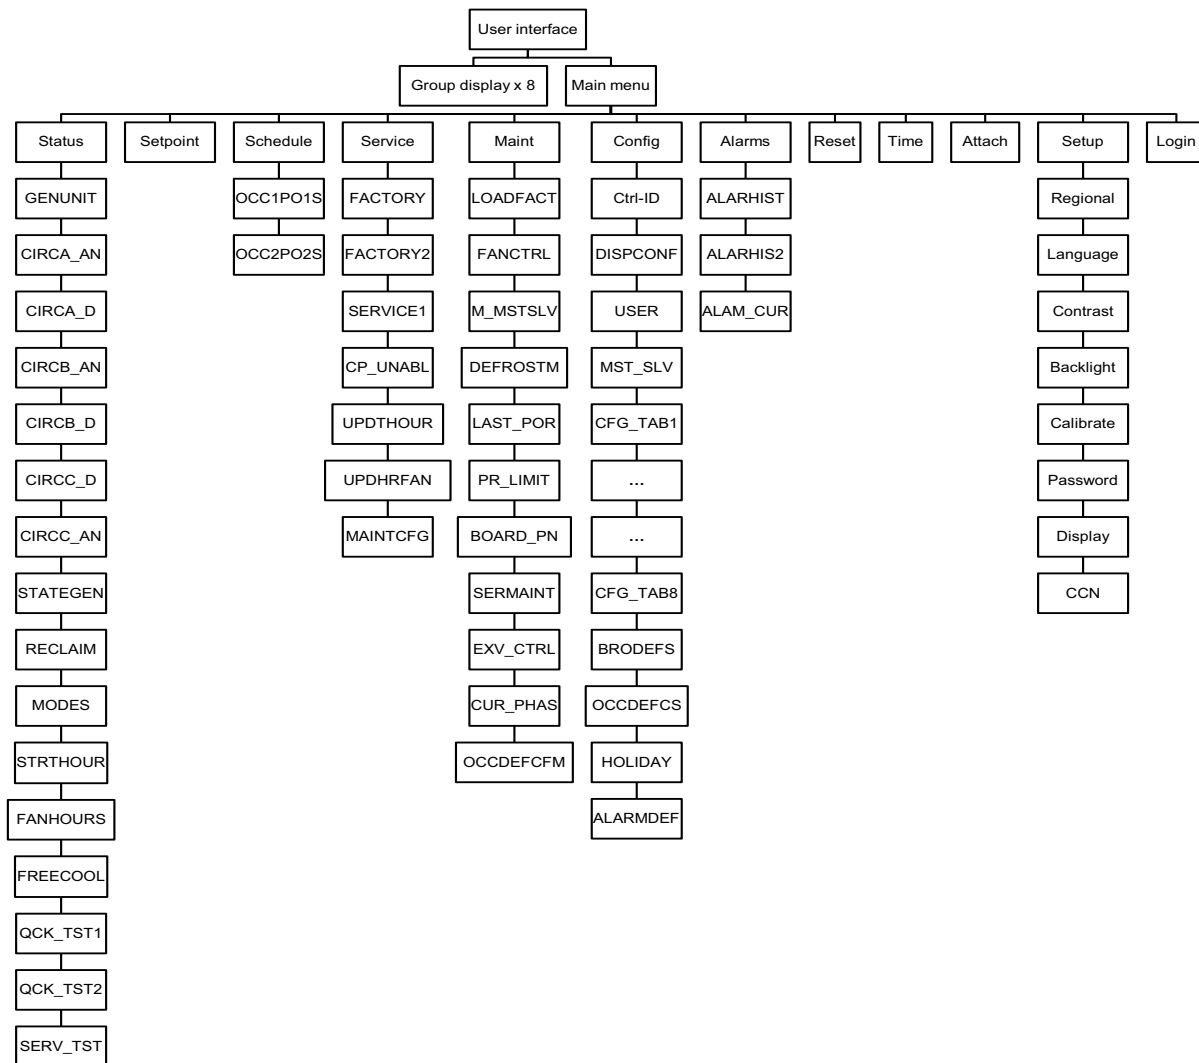 User interface
Group display x 8
Main menu
Status
Setpoint
Schedule
Service
Maint
Config
Alarms
Reset
Time
Attach
Setup
Login
GENUNIT
CIRCA_AN
CIRCA_D
CIRCB_AN
CIRCB_D
CIRCC_D
CIRCC_AN
STATEGEN
RECLAIM
MODES
STRTHOUR
FANHOURS
FREECOOL
QCK_TST1
QCK_TST2
SERV_TST
OCC1PO1S
OCC2PO2S
FACTORY
FACTORY2
SERVICE1
CP_UNABL
UPDTHOUR
UPDHRFAN
MAINTCFG
LOADFACT
FANCTRL
M_MSTSLV
DEFROSTM
LAST_POR
PR_LIMIT
BOARD_PN
SERMAINT
EXV_CTRL
CUR_PHAS
OCCDEFCFM
Ctrl-ID
DISPCONF
USER
MST_SLV
CFG_TAB1
...
...
CFG_TAB8
BRODEFS
OCCDEFCS
HOLIDAY
ALARMDEF
ALARHIST
ALARHIS2
ALAM_CUR
Regional
Language
Contrast
Backlight
Calibrate
Password
Display
CCN